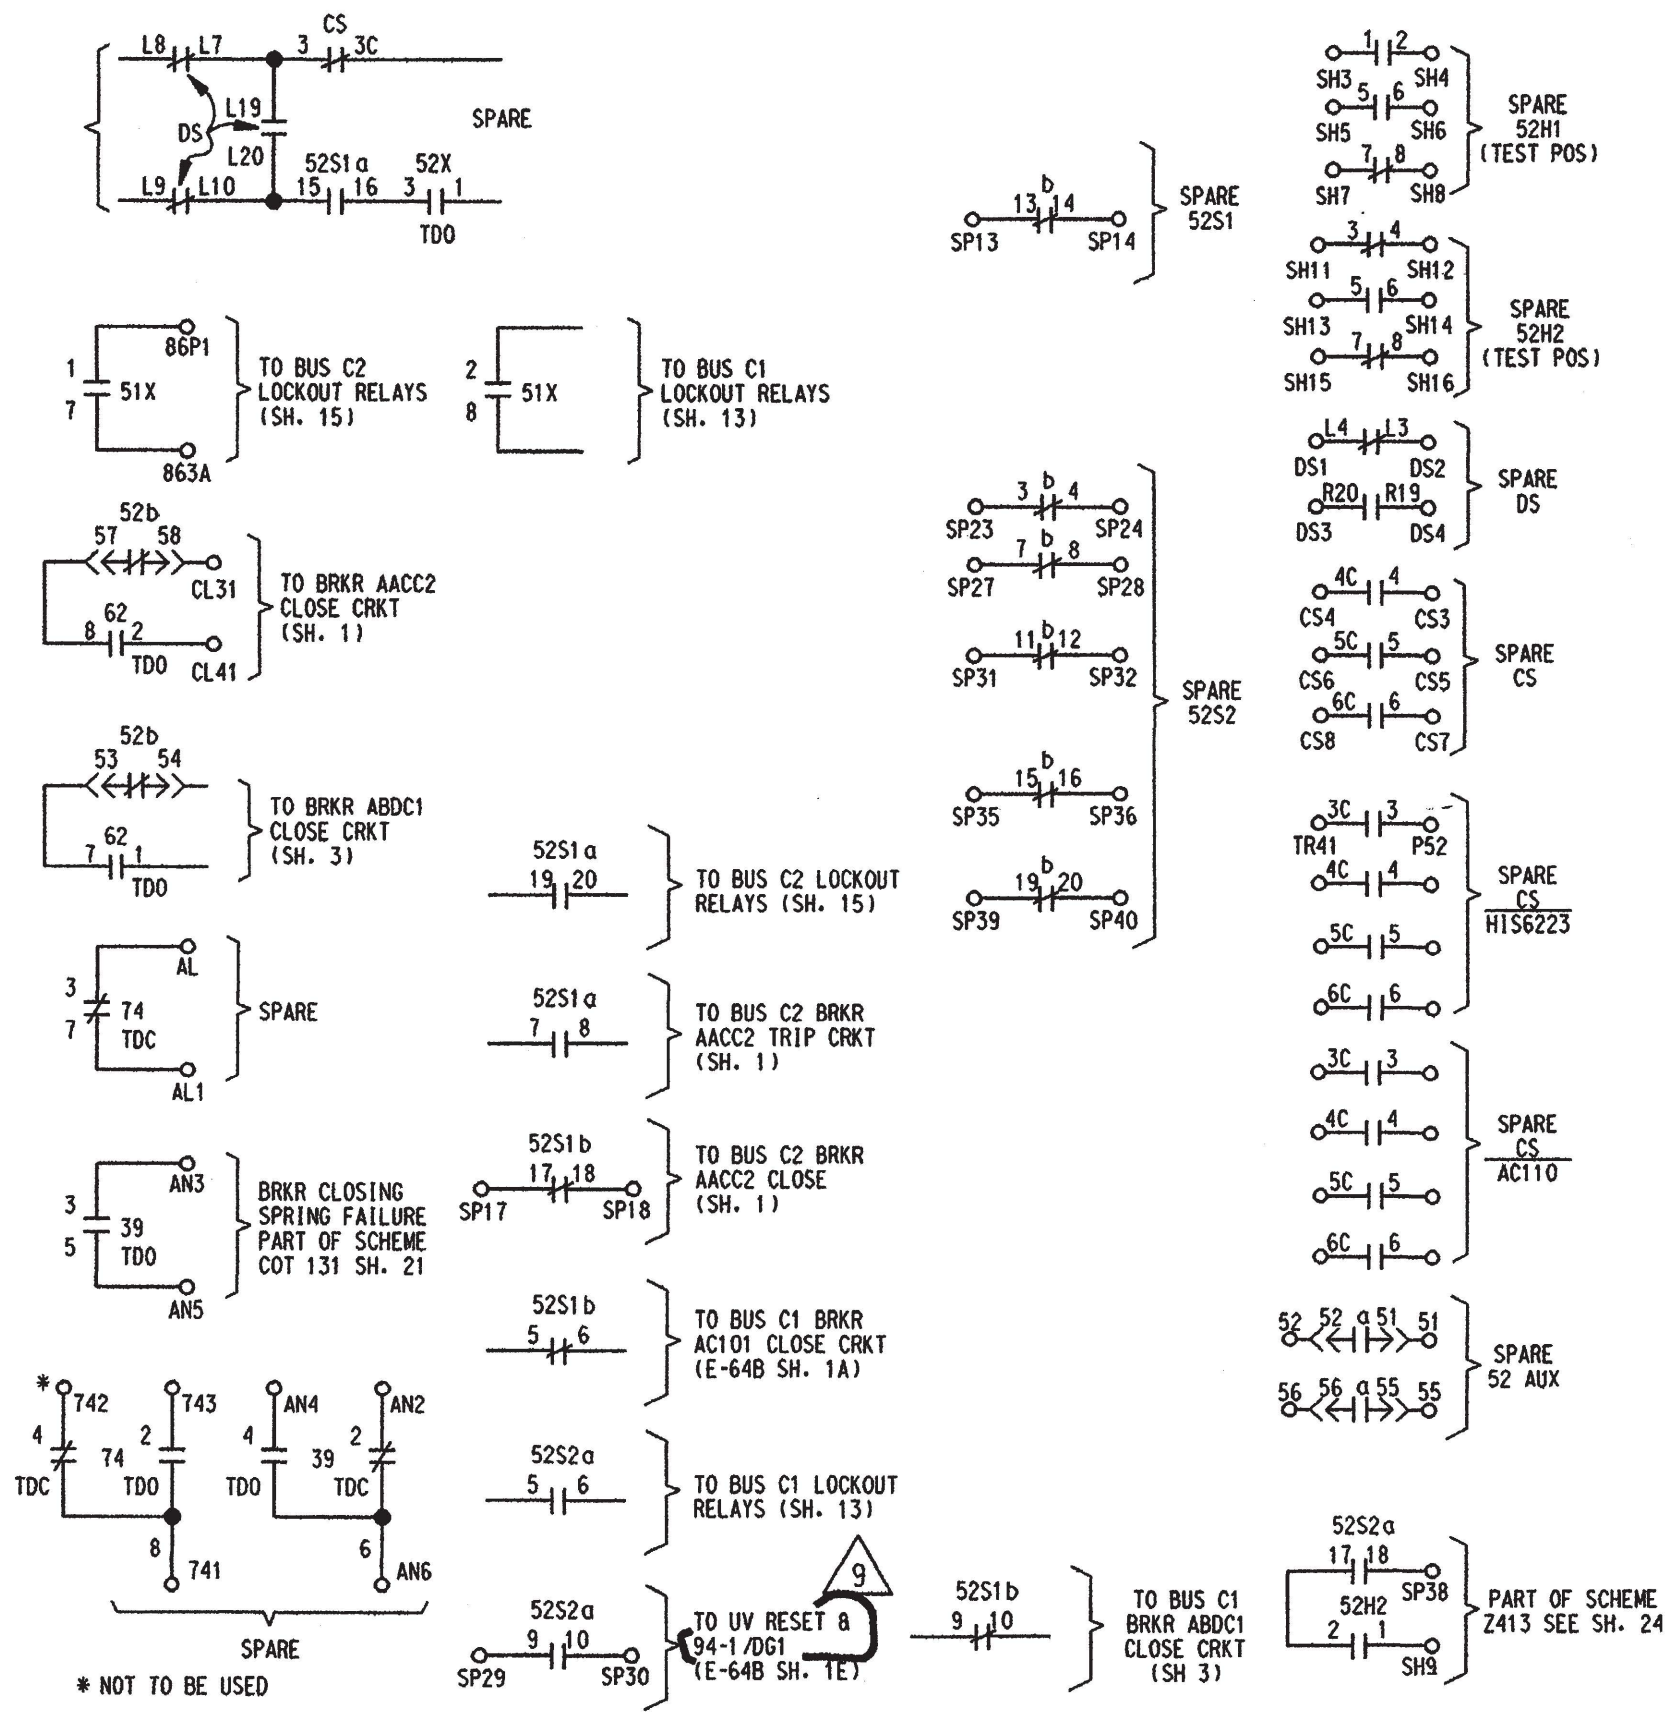 CS
L8 L7 3 3C
L19
DS
L20
SPARE
52S1a 52X
L9 L10 15 16 3 1
TDO
86P1
1
51X
7
863A
TO BUS C2
LOCKOUT RELAYS
(SH. 15)
2
51X
8
TO BUS C1
LOCKOUT RELAYS
(SH. 13)
52b
57 58
CL31
62
8 2
TDO
CL41
TO BRKR AACC2
CLOSE CRKT
(SH. 1)
52b
53 54
62
7 1
TDO
TO BRKR ABDC1
CLOSE CRKT
(SH. 3)
AL
3
74
7
TDC
AL1
SPARE
AN3
3
39
5
TDO
AN5
BRKR CLOSING
SPRING FAILURE
PART OF SCHEME
COT 131 SH. 21
* 742 743 AN4 AN2
4 2 4 2
74 39
TDC TDO TDO TDC
8 6
741 AN6
SPARE
* NOT TO BE USED
52S1a
19 20
TO BUS C2 LOCKOUT
RELAYS (SH. 15)
52S1a
7 8
TO BUS C2 BRKR
AACC2 TRIP CRKT
(SH. 1)
52S1b
17 18
SP17 SP18
TO BUS C2 BRKR
AACC2 CLOSE
(SH. 1)
52S1b
5 6
TO BUS C1 BRKR
AC101 CLOSE CRKT
(E-64B SH. 1A)
52S2a
5 6
TO BUS C1 LOCKOUT
RELAYS (SH. 13)
52S2a
9 10
SP29 SP30
TO UV RESET &
94-1/DG1
(E-64B SH. 1E)
9
b
13 14
SP13 SP14
SPARE
52S1
b
3 4
SP23 SP24
b
7 8
SP27 SP28
b
11 12
SP31 SP32
b
15 16
SP35 SP36
b
19 20
SP39 SP40
SPARE
52S2
52S1b
9 10
TO BUS C1
BRKR ABDC1
CLOSE CRKT
(SH 3)
1 2
SH3 SH4
5 6
SH5 SH6
7 8
SH7 SH8
SPARE
52H1
(TEST POS)
3 4
SH11 SH12
5 6
SH13 SH14
7 8
SH15 SH16
SPARE
52H2
(TEST POS)
L4 L3
DS1 DS2
R20 R19
DS3 DS4
SPARE
DS
4C 4
CS4 CS3
5C 5
CS6 CS5
6C 6
CS8 CS7
SPARE
CS
3C 3
TR41 P52
4C 4
5C 5
6C 6
SPARE
CS
HIS6223
3C 3
4C 4
5C 5
6C 6
SPARE
CS
AC110
52 52 a 51 51
56 56 a 55 55
SPARE
52 AUX
52S2a
17 18
SP38
52H2
2 1
SH9
PART OF SCHEME
Z413 SEE SH. 24